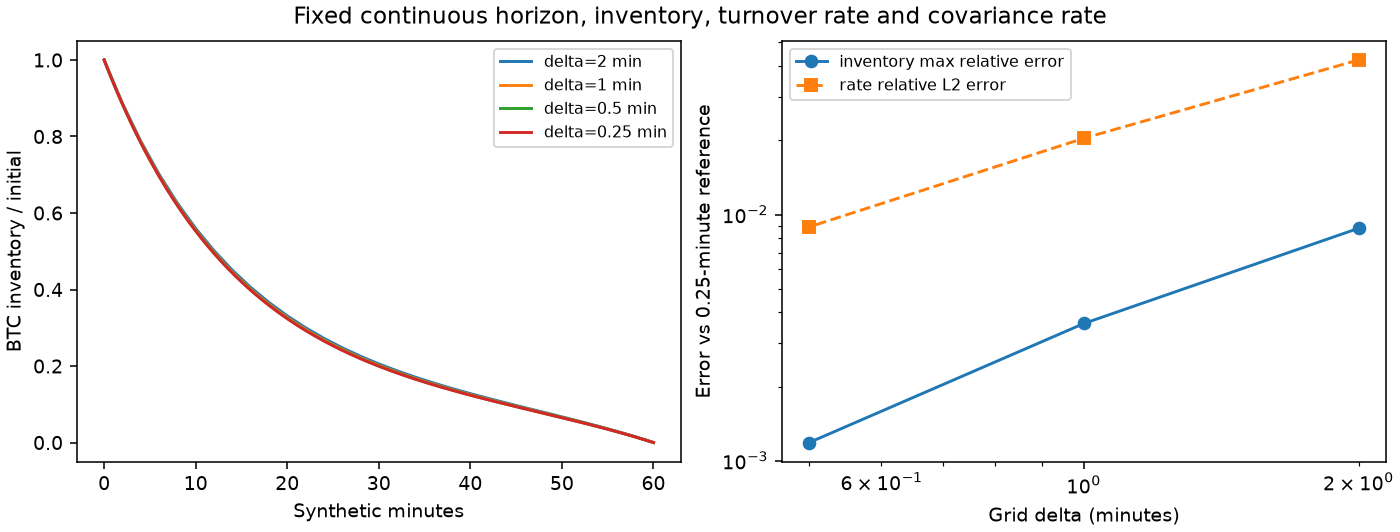 Fixed continuous horizon, inventory, turnover rate and covariance rate
BTC inventory / initial
1.0
0.8
0.6
0.4
0.2
0.0
delta=2 min
delta=1 min
delta=0.5 min
delta=0.25 min
0 10 20 30 40 50 60
Synthetic minutes
Error vs 0.25-minute reference
10⁻²
10⁻³
inventory max relative error
rate relative L2 error
6 × 10⁻¹ 10⁰ 2 × 10⁰
Grid delta (minutes)